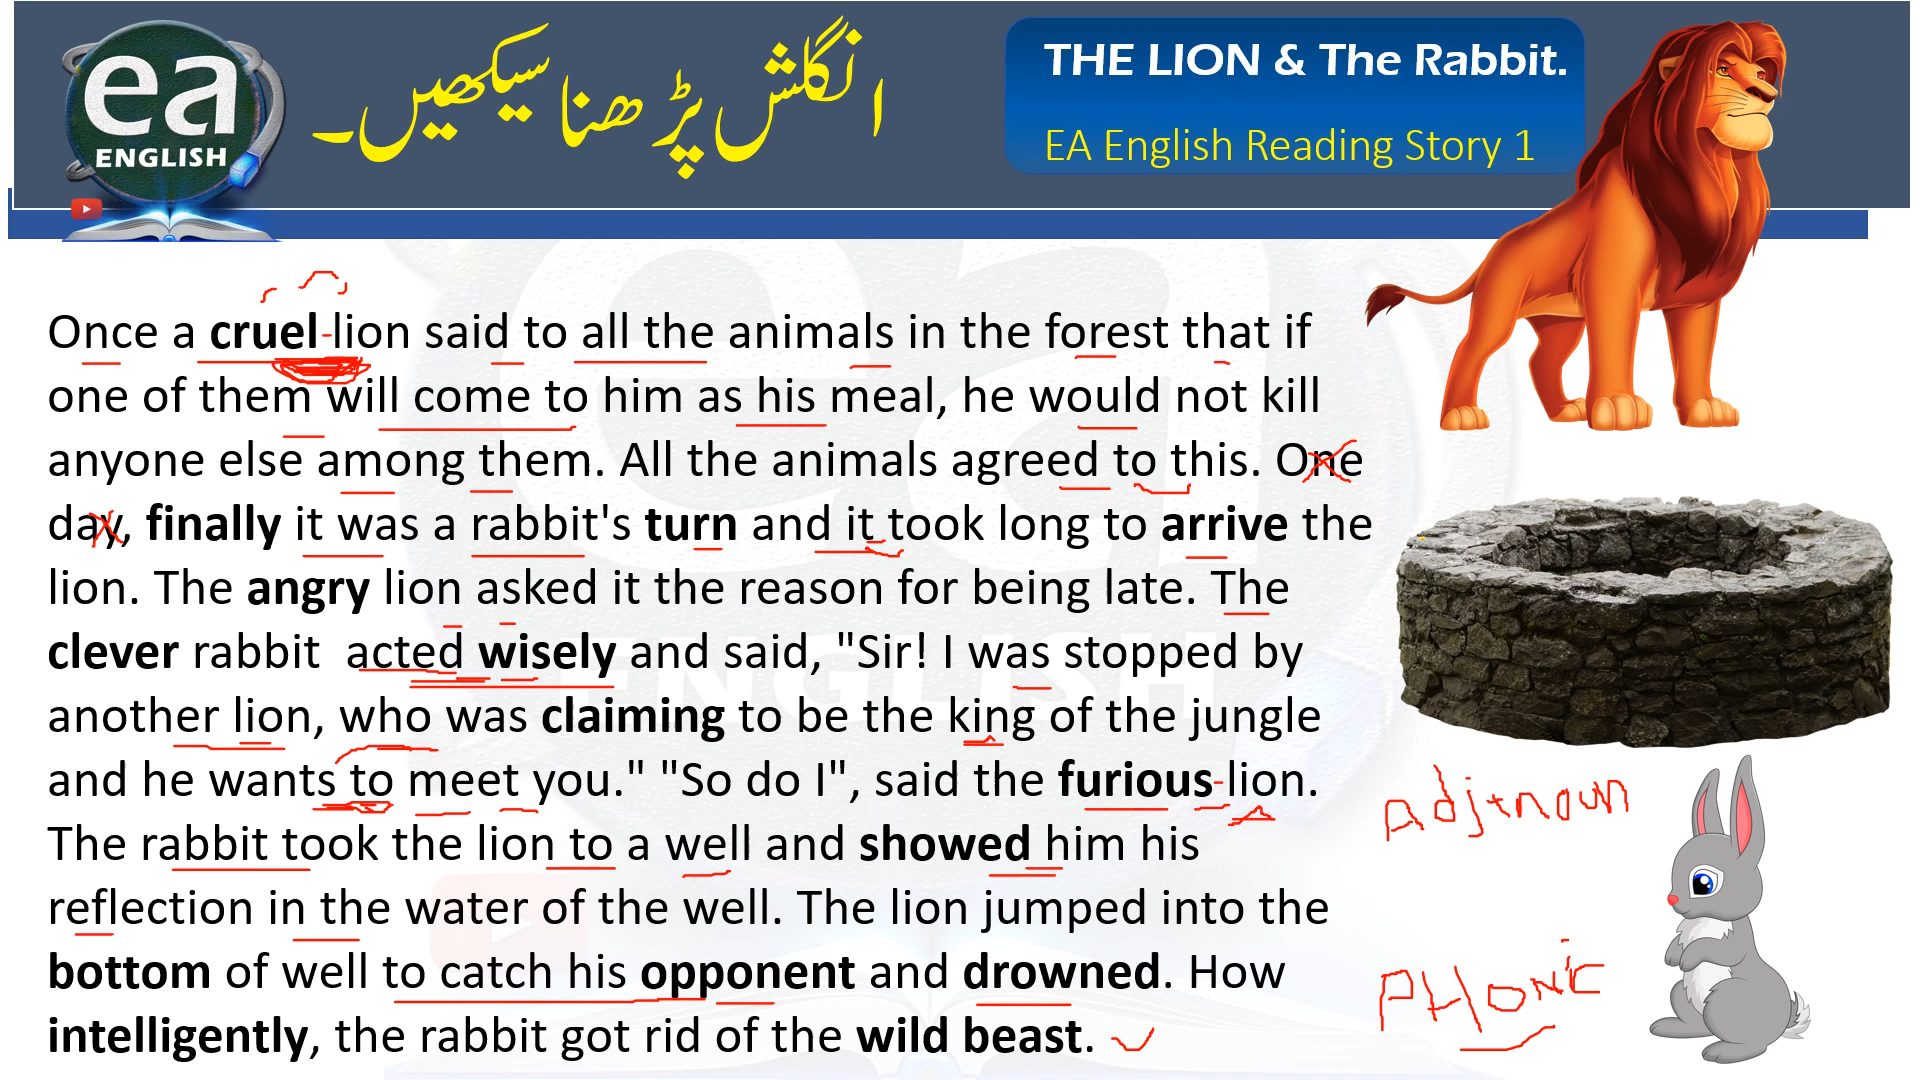 ea
ENGLISH
انگلش پڑھنا سیکھیں۔
THE LION & The Rabbit.
EA English Reading Story 1
Once a cruel lion said to all the animals in the forest that if
one of them will come to him as his meal, he would not kill
anyone else among them. All the animals agreed to this. One
day, finally it was a rabbit's turn and it took long to arrive the
lion. The angry lion asked it the reason for being late. The
clever rabbit  acted wisely and said, "Sir! I was stopped by
another lion, who was claiming to be the king of the jungle
and he wants to meet you." "So do I", said the furious lion.
The rabbit took the lion to a well and showed him his
reflection in the water of the well. The lion jumped into the
bottom of well to catch his opponent and drowned. How
intelligently, the rabbit got rid of the wild beast.
Adj+noun
PHonic
ea
ENGLISH